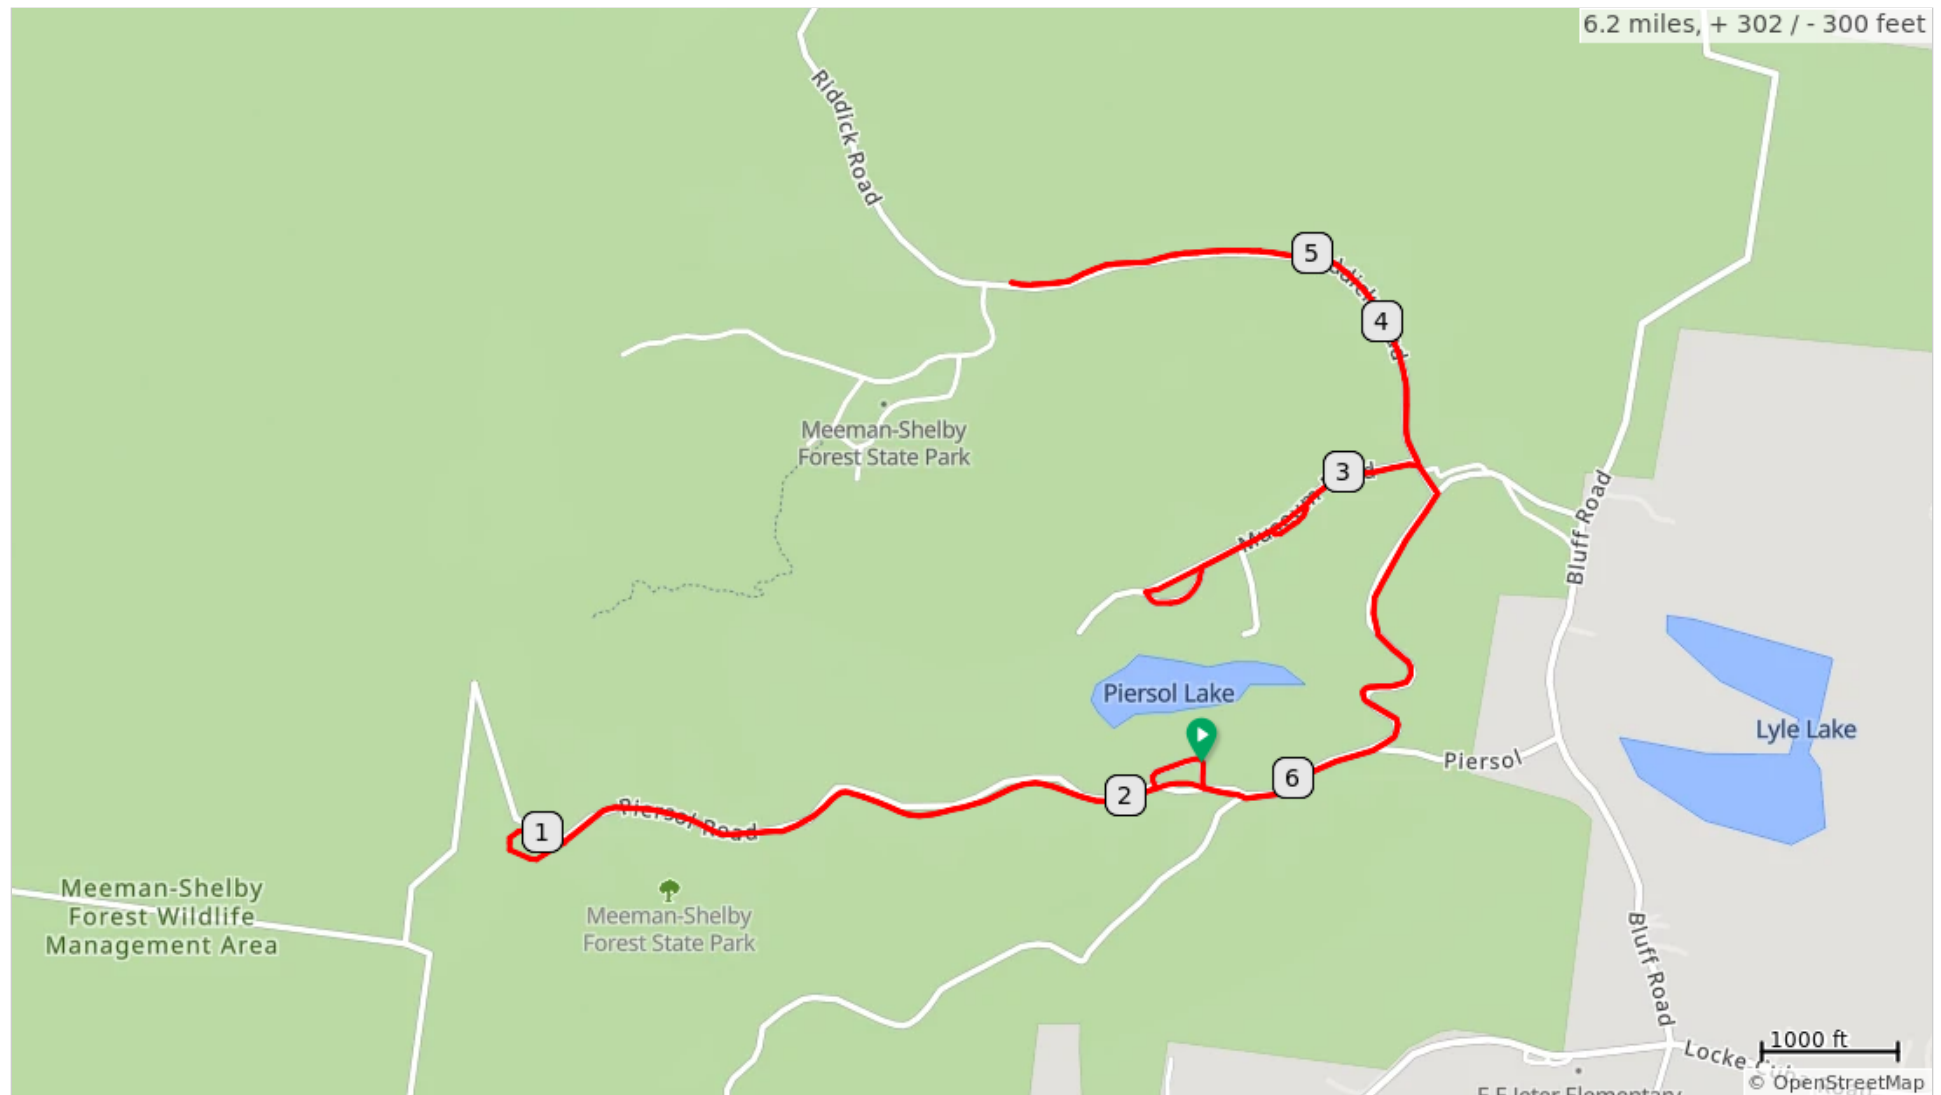 6.2 miles, + 302 / - 300 feet
Riddick Road
5
4
Meeman-Shelby
Forest State Park
3
Bluff Road
Piersol Lake
Lyle Lake
Piersol
6
2
Piersol Road
1
Meeman-Shelby
Forest Wildlife
Management Area
Meeman-Shelby
Forest State Park
Bluff Road
1000 ft
Locke
© OpenStreetMap